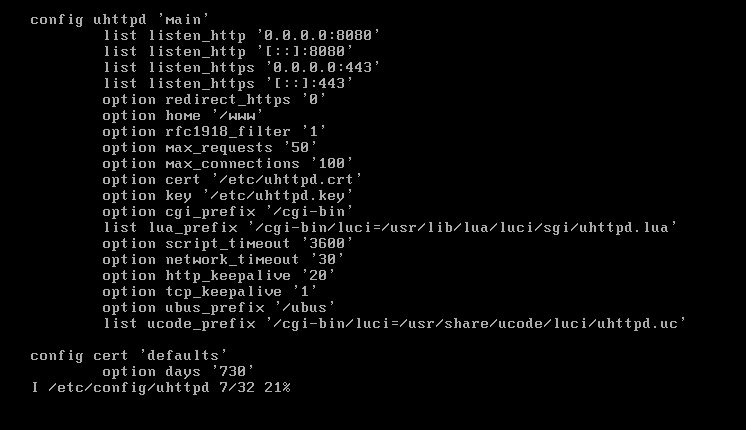 config uhttpd 'main'
list listen_http '0.0.0.0:8080'
list listen_http '[::]:8080'
list listen_https '0.0.0.0:443'
list listen_https '[::]:443'
option redirect_https '0'
option home '/www'
option rfc1918_filter '1'
option max_requests '50'
option max_connections '100'
option cert '/etc/uhttpd.crt'
option key '/etc/uhttpd.key'
option cgi_prefix '/cgi-bin'
list lua_prefix '/cgi-bin/luci=/usr/lib/lua/luci/sgi/uhttpd.lua'
option script_timeout '3600'
option network_timeout '30'
option http_keepalive '20'
option tcp_keepalive '1'
option ubus_prefix '/ubus'
list ucode_prefix '/cgi-bin/luci=/usr/share/ucode/luci/uhttpd.uc'
config cert 'defaults'
option days '730'
I /etc/config/uhttpd 7/32 21%